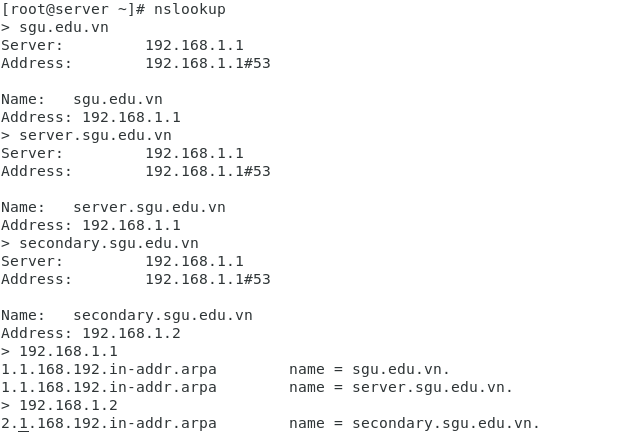 [root@server ~]# nslookup
> sgu.edu.vn
Server:         192.168.1.1
Address:        192.168.1.1#53

Name:   sgu.edu.vn
Address: 192.168.1.1
> server.sgu.edu.vn
Server:         192.168.1.1
Address:        192.168.1.1#53

Name:   server.sgu.edu.vn
Address: 192.168.1.1
> secondary.sgu.edu.vn
Server:         192.168.1.1
Address:        192.168.1.1#53

Name:   secondary.sgu.edu.vn
Address: 192.168.1.2
> 192.168.1.1
1.1.168.192.in-addr.arpa        name = sgu.edu.vn.
1.1.168.192.in-addr.arpa        name = server.sgu.edu.vn.
> 192.168.1.2
2.1.168.192.in-addr.arpa        name = secondary.sgu.edu.vn.